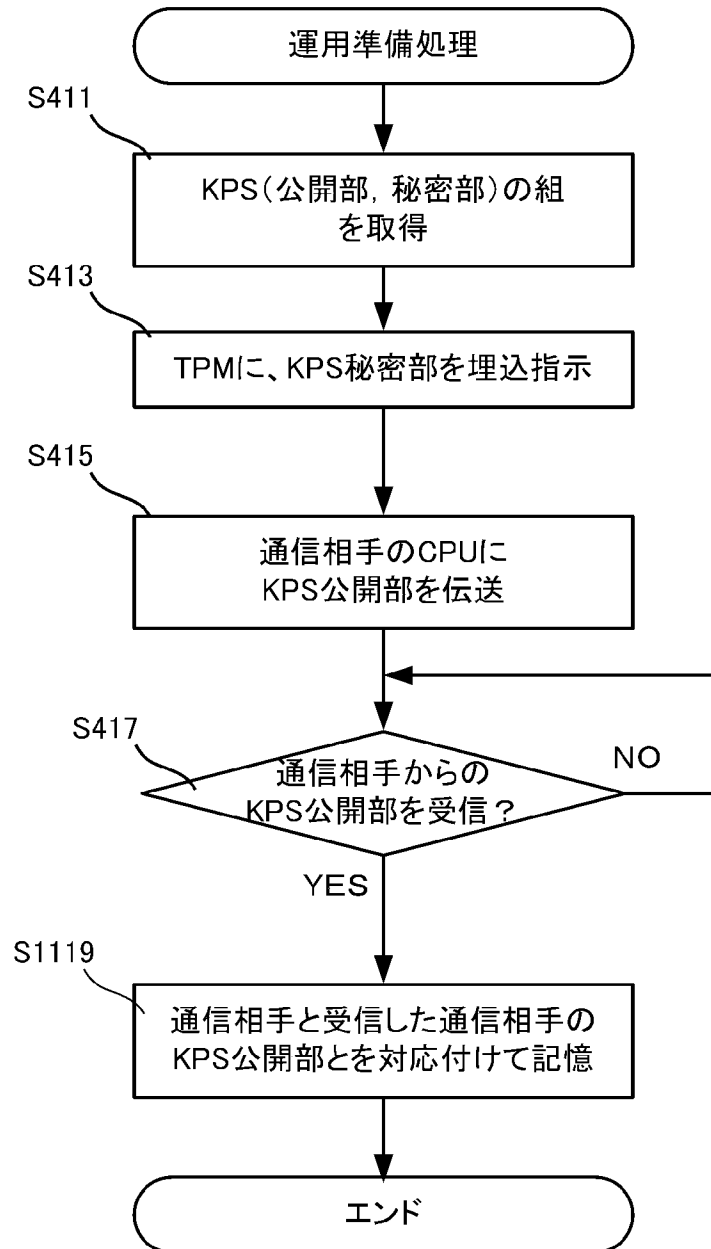 運用準備処理
S411
KPS(公開部, 秘密部)の組
を取得
S413
TPMに、KPS秘密部を埋込指示
S415
通信相手のCPUに
KPS公開部を伝送
S417
通信相手からの
KPS公開部を受信？
NO
YES
S1119
通信相手と受信した通信相手の
KPS公開部とを対応付けて記憶
エンド